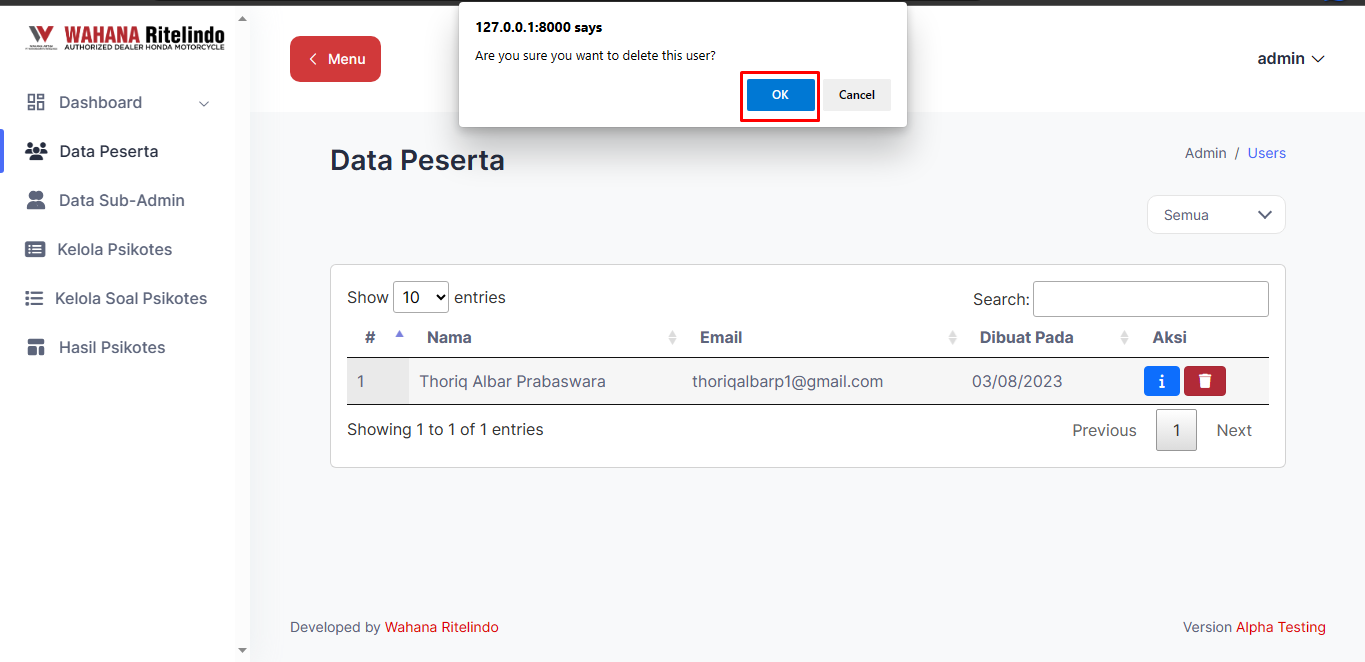 127.0.0.1:8000 says
Are you sure you want to delete this user?
OK
Cancel
WAHANA Ritelindo
AUTHORIZED DEALER HONDA MOTORCYCLE
Menu
admin
Dashboard
Data Peserta
Data Sub-Admin
Kelola Psikotes
Kelola Soal Psikotes
Hasil Psikotes
Data Peserta
Admin / Users
Semua
Show 10 entries
Search:
# Nama Email Dibuat Pada Aksi
1 Thoriq Albar Prabaswara thoriqalbarp1@gmail.com 03/08/2023
Showing 1 to 1 of 1 entries
Previous 1 Next
Developed by Wahana Ritelindo
Version Alpha Testing